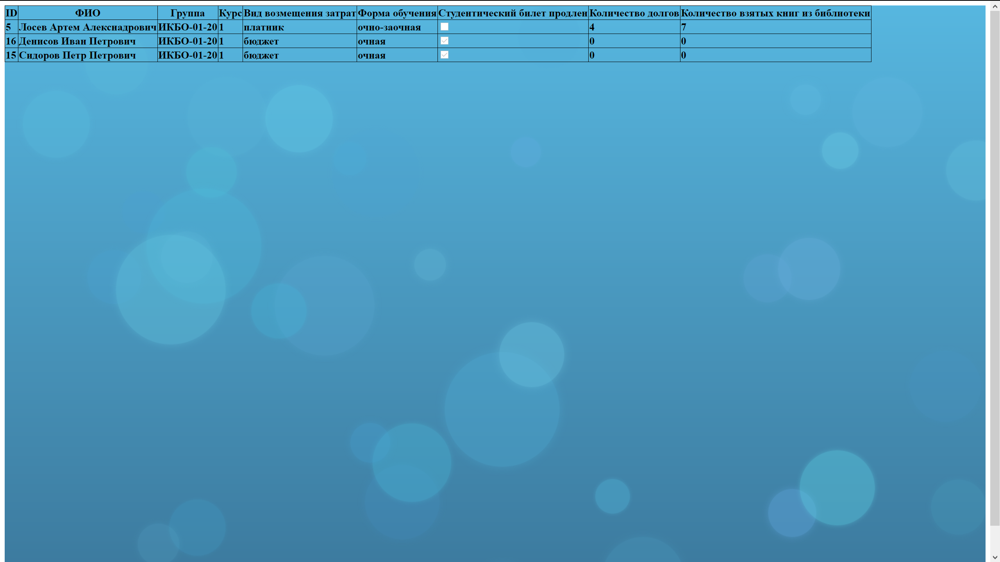 ID ФИО Группа Курс Вид возмещения затрат Форма обучения Студентический билет продлен Количество долгов Количество взятых книг из библиотеки
5 Лосев Артем Алекснадрович ИКБО-01-20 1 платник очно-заочная 4 7
16 Денисов Иван Петрович ИКБО-01-20 1 бюджет очная 0 0
15 Сидоров Петр Петрович ИКБО-01-20 1 бюджет очная 0 0